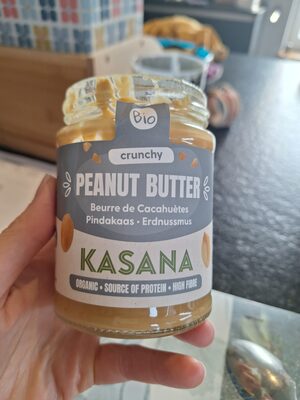 Bio
crunchy
PEANUT BUTTER
Beurre de Cacahuètes
Pindakaas • Erdnussmus
KASANA
ORGANIC • SOURCE OF PROTEIN • HIGH FIBRE